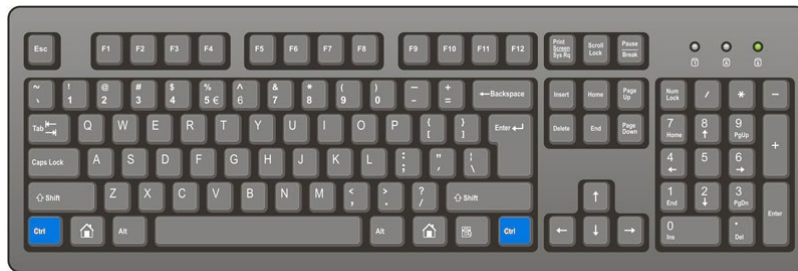 Esc F1 F2 F3 F4 F5 F6 F7 F8 F9 F10 F11 F12 Print Screen Sys Rq Scroll Lock Pause Break
~ ` ! 1 @ 2 # 3 $ 4 % 5 € ^ 6 & 7 * 8 ( 9 ) 0 _ - + = ←Backspace Insert Home Page Up Num Lock / * -
Tab Q W E R T Y U I O P { [ } ] Enter Delete End Page Down 7 Home 8 ↑ 9 PgUp +
Caps Lock A S D F G H J K L : ; " , | \ 4 ← 5 6 →
⇧ Shift Z X C V B N M < , > . ? / ⇧ Shift ↑ 1 End 2 ↓ 3 PgDn Enter
Ctrl Alt Alt Ctrl ← ↓ → 0 Ins . Del